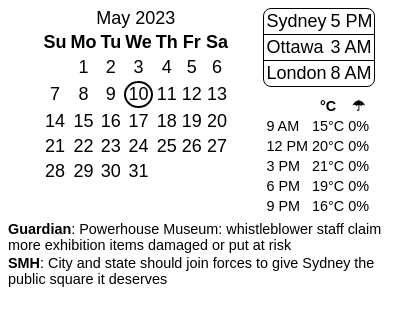 May 2023
Su Mo Tu We Th Fr Sa
1 2 3 4 5 6
7 8 9 10 11 12 13
14 15 16 17 18 19 20
21 22 23 24 25 26 27
28 29 30 31
Sydney 5 PM
Ottawa 3 AM
London 8 AM
°C ☂
9 AM 15°C 0%
12 PM 20°C 0%
3 PM 21°C 0%
6 PM 19°C 0%
9 PM 16°C 0%
Guardian: Powerhouse Museum: whistleblower staff claim
more exhibition items damaged or put at risk
SMH: City and state should join forces to give Sydney the
public square it deserves